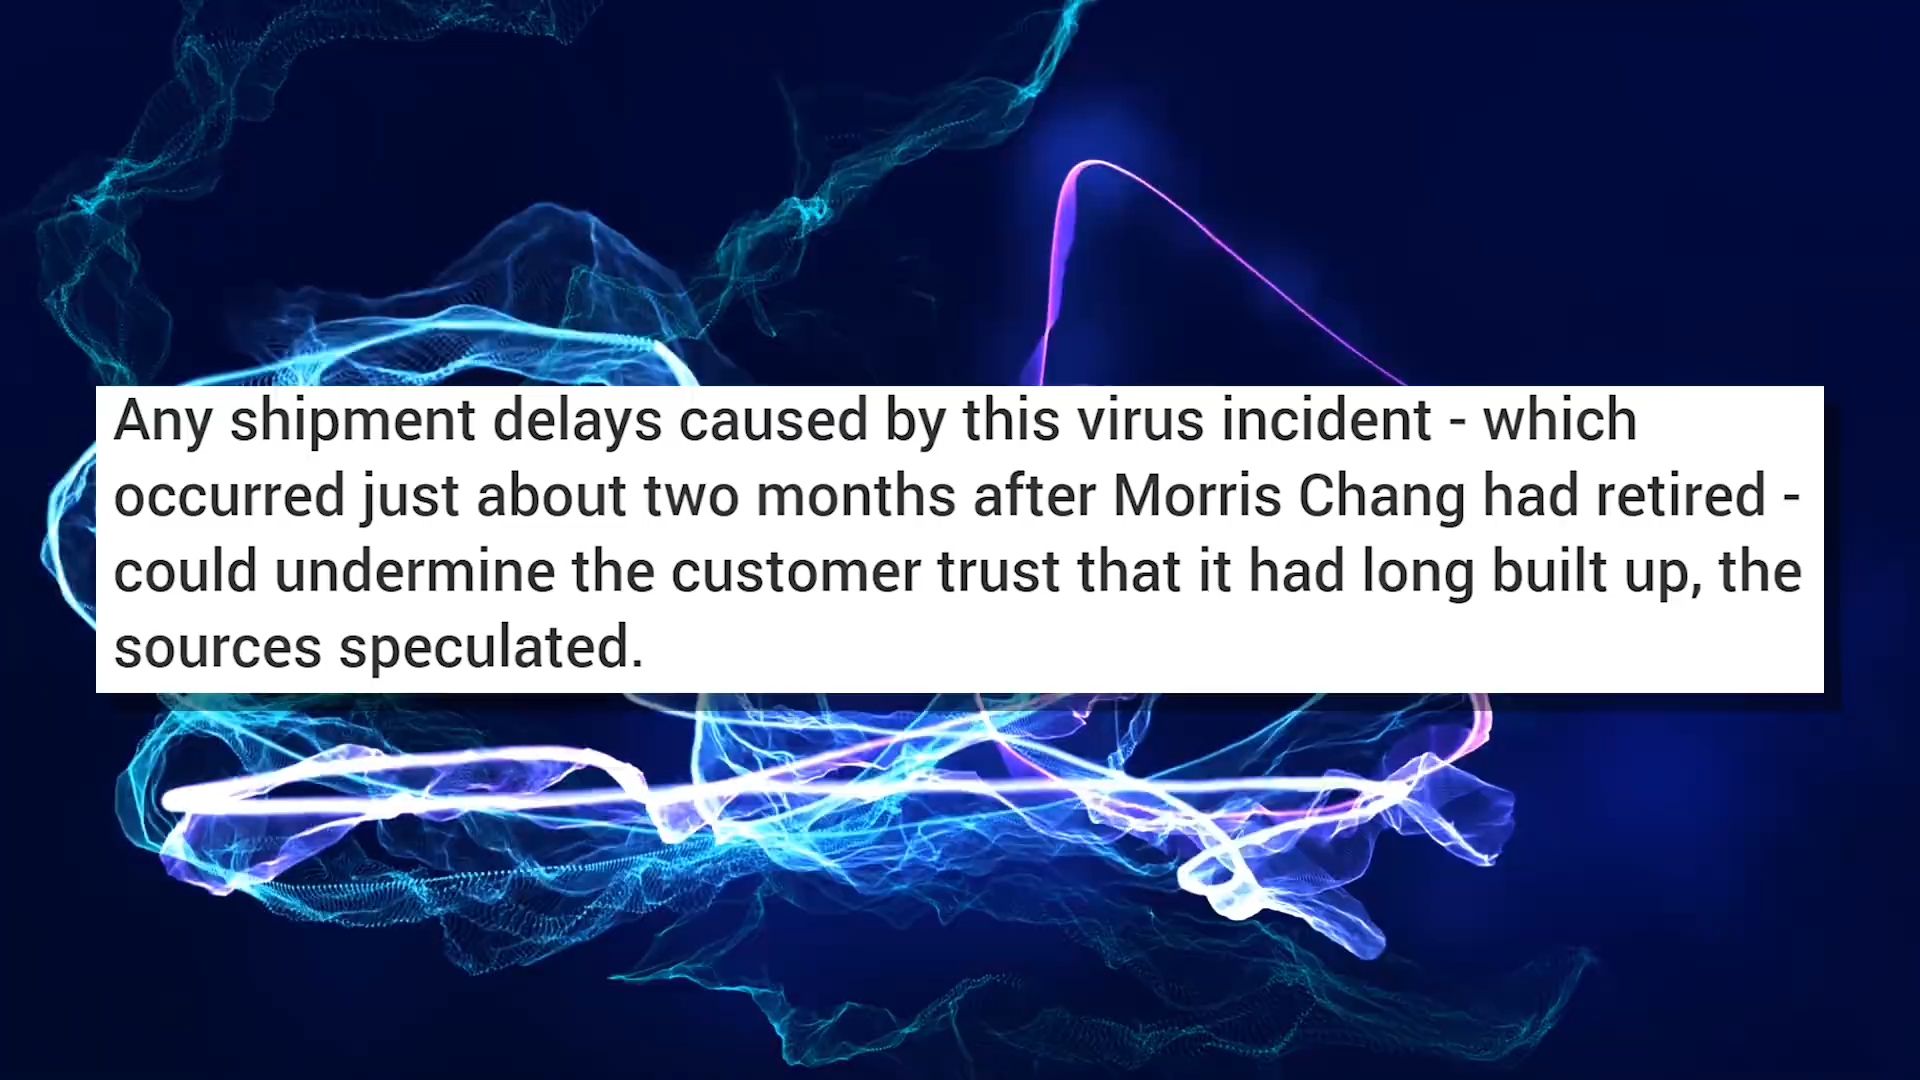 Any shipment delays caused by this virus incident - which
occurred just about two months after Morris Chang had retired -
could undermine the customer trust that it had long built up, the
sources speculated.